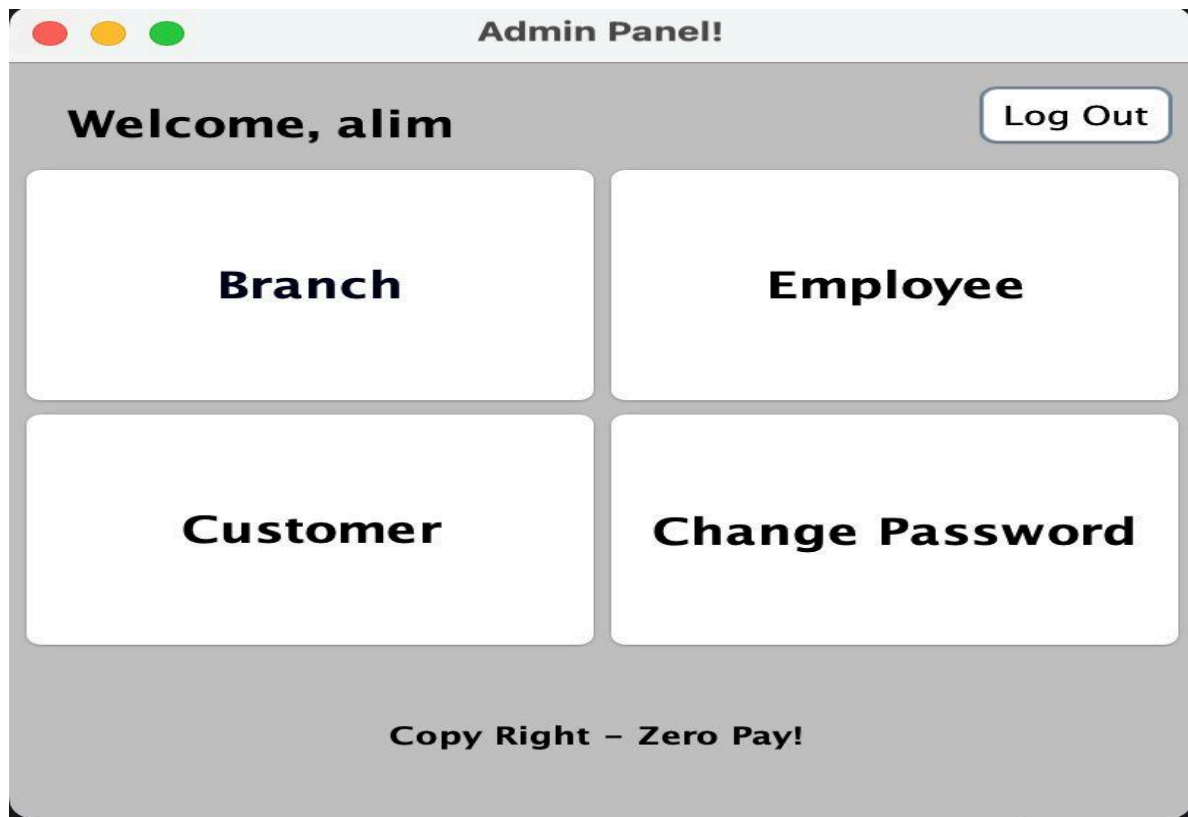 Admin Panel!
Welcome, alim
Log Out
Branch
Employee
Customer
Change Password
Copy Right – Zero Pay!